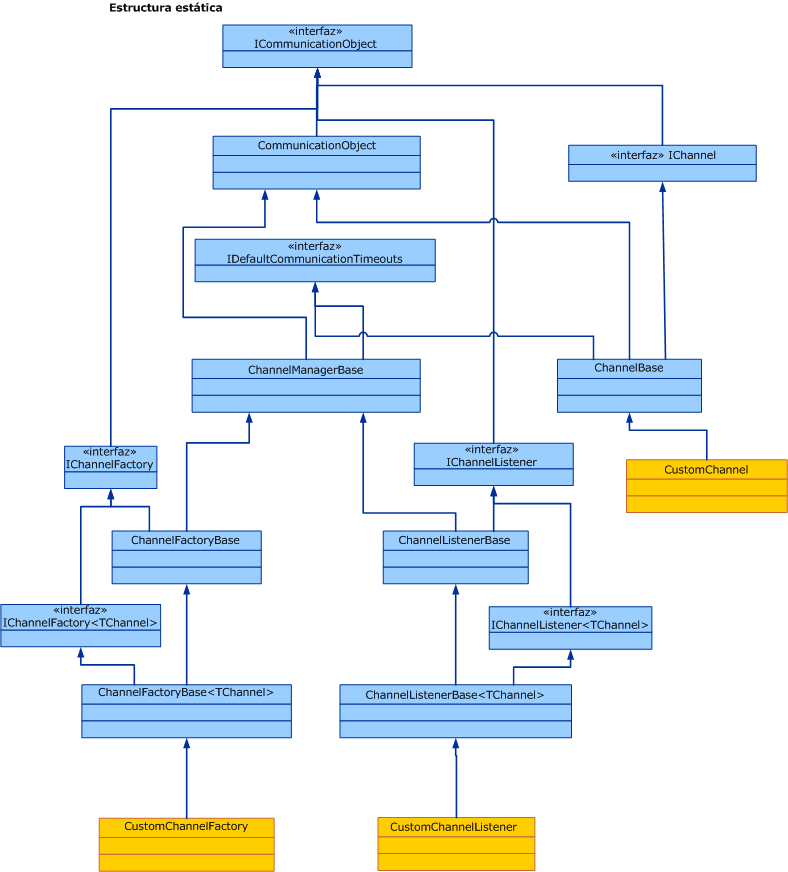 Estructura estática
«interfaz»
ICommunicationObject
CommunicationObject
«interfaz» IChannel
«interfaz»
IDefaultCommunicationTimeouts
ChannelManagerBase
ChannelBase
«interfaz»
IChannelFactory
«interfaz»
IChannelListener
CustomChannel
ChannelFactoryBase
ChannelListenerBase
«interfaz»
IChannelFactory<TChannel>
«interfaz»
IChannelListener<TChannel>
ChannelFactoryBase<TChannel>
ChannelListenerBase<TChannel>
CustomChannelFactory
CustomChannelListener